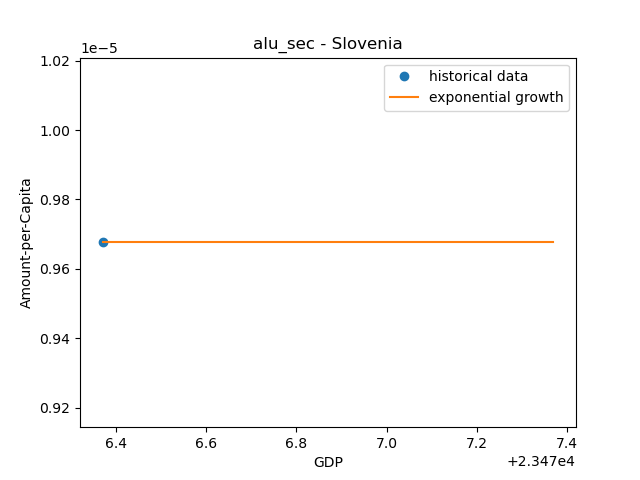 alu_sec - Slovenia
1e−5
1.02
1.00
0.98
0.96
0.94
0.92
Amount-per-Capita
historical data
exponential growth
6.4 6.6 6.8 7.0 7.2 7.4
GDP
+2.347e4